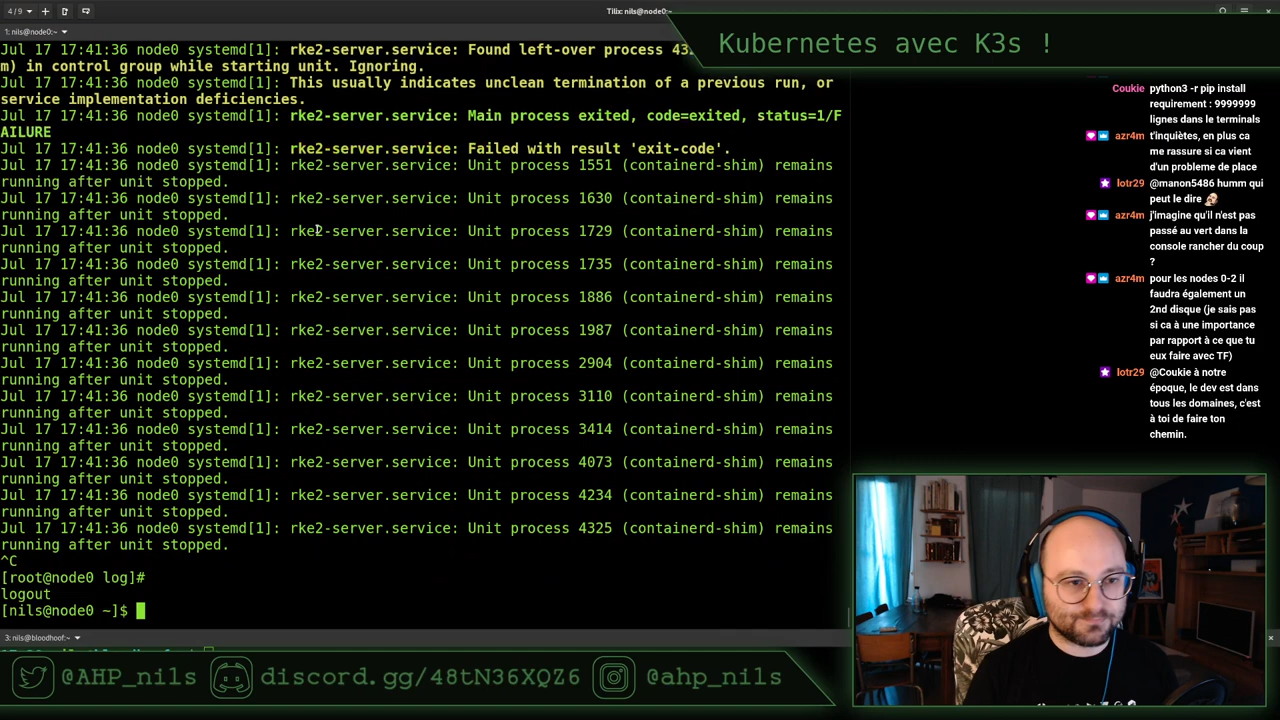 4 / 9
Tilix: nils@node0:~
1: nils@node0:~
Kubernetes avec K3s !
Jul 17 17:41:36 node0 systemd[1]: rke2-server.service: Found left-over process
m) in control group while starting unit. Ignoring.
Jul 17 17:41:36 node0 systemd[1]: This usually indicates unclean termination of a previous run, or
service implementation deficiencies.
Jul 17 17:41:36 node0 systemd[1]: rke2-server.service: Main process exited, code=exited, status=1/F
AILURE
Jul 17 17:41:36 node0 systemd[1]: rke2-server.service: Failed with result 'exit-code'.
Jul 17 17:41:36 node0 systemd[1]: rke2-server.service: Unit process 1551 (containerd-shim) remains
running after unit stopped.
Jul 17 17:41:36 node0 systemd[1]: rke2-server.service: Unit process 1630 (containerd-shim) remains
running after unit stopped.
Jul 17 17:41:36 node0 systemd[1]: rke2-server.service: Unit process 1729 (containerd-shim) remains
running after unit stopped.
Jul 17 17:41:36 node0 systemd[1]: rke2-server.service: Unit process 1735 (containerd-shim) remains
running after unit stopped.
Jul 17 17:41:36 node0 systemd[1]: rke2-server.service: Unit process 1886 (containerd-shim) remains
running after unit stopped.
Jul 17 17:41:36 node0 systemd[1]: rke2-server.service: Unit process 1987 (containerd-shim) remains
running after unit stopped.
Jul 17 17:41:36 node0 systemd[1]: rke2-server.service: Unit process 2904 (containerd-shim) remains
running after unit stopped.
Jul 17 17:41:36 node0 systemd[1]: rke2-server.service: Unit process 3110 (containerd-shim) remains
running after unit stopped.
Jul 17 17:41:36 node0 systemd[1]: rke2-server.service: Unit process 3414 (containerd-shim) remains
running after unit stopped.
Jul 17 17:41:36 node0 systemd[1]: rke2-server.service: Unit process 4073 (containerd-shim) remains
running after unit stopped.
Jul 17 17:41:36 node0 systemd[1]: rke2-server.service: Unit process 4234 (containerd-shim) remains
running after unit stopped.
Jul 17 17:41:36 node0 systemd[1]: rke2-server.service: Unit process 4325 (containerd-shim) remains
running after unit stopped.
^C
[root@node0 log]#
logout
[nils@node0 ~]$
3: nils@bloodhoof:~
Coukie python3 -r pip install
requirement : 9999999
lignes dans le terminals
azr4m t'inquiètes, en plus ca
me rassure si ca vient
d'un probleme de place
lotr29 @manon5486 humm qui
peut le dire
azr4m j'imagine qu'il n'est pas
passé au vert dans la
console rancher du coup
?
azr4m pour les nodes 0-2 il
faudra également un
2nd disque (je sais pas
si ca à une importance
par rapport à ce que tu
eux faire avec TF)
lotr29 @Coukie à notre
époque, le dev est dans
tous les domaines, c'est
à toi de faire ton
chemin.
@AHP_nils
discord.gg/48tN36XQZ6
@ahp_nils